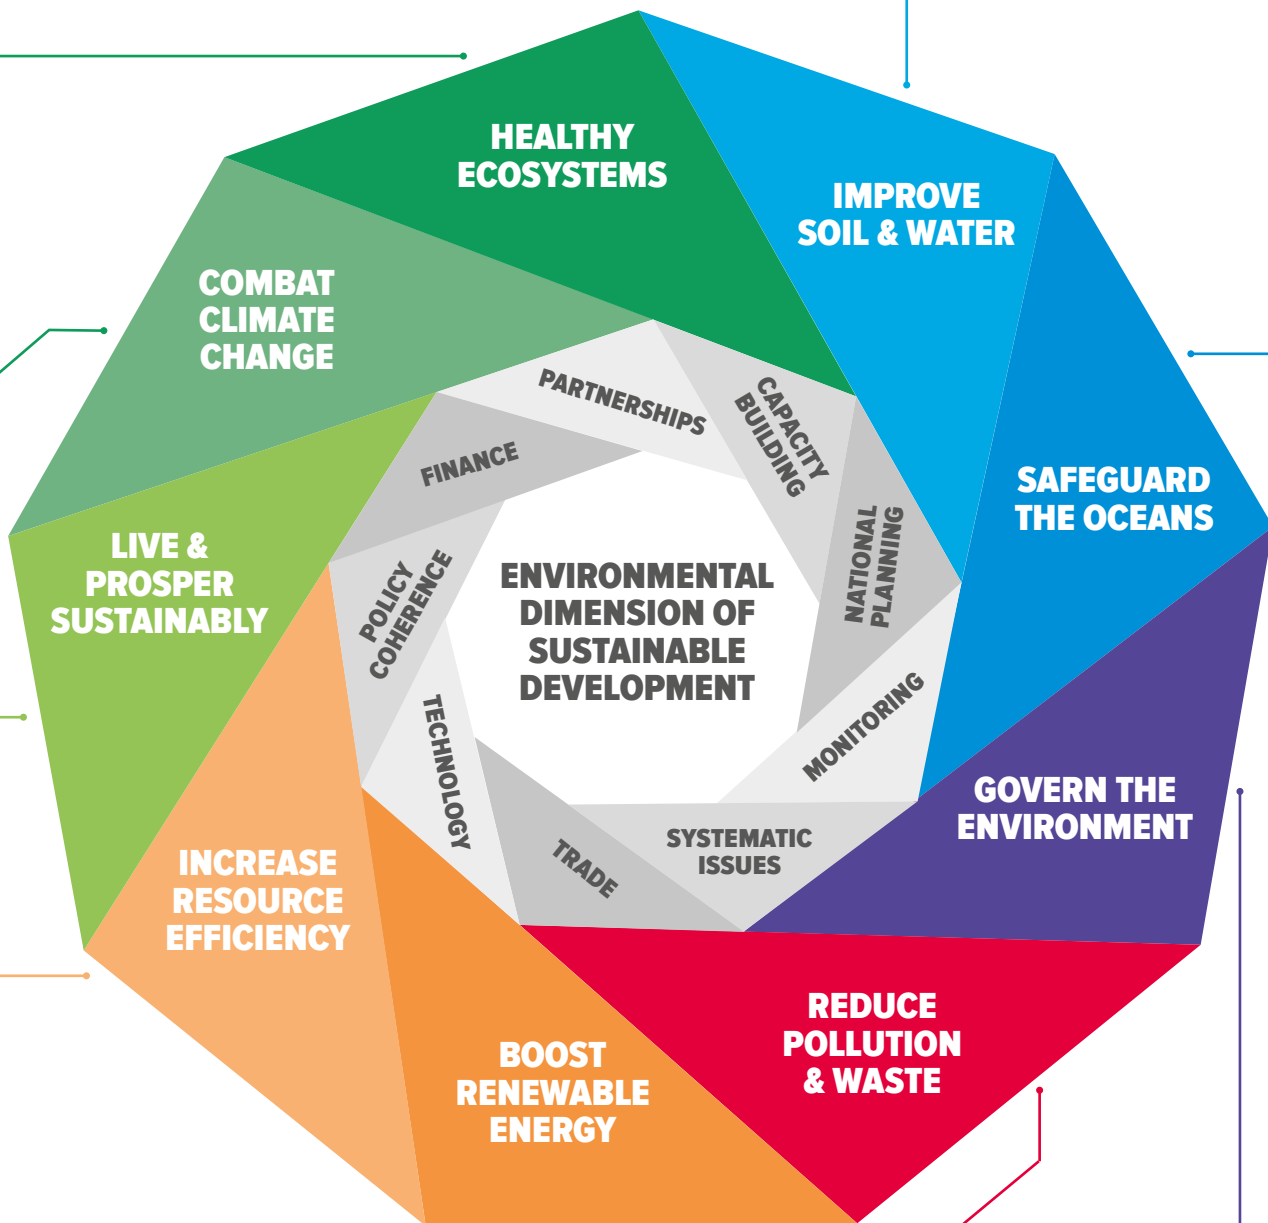 HEALTHY
ECOSYSTEMS
IMPROVE
SOIL & WATER
SAFEGUARD
THE OCEANS
GOVERN THE
ENVIRONMENT
REDUCE
POLLUTION
& WASTE
BOOST
RENEWABLE
ENERGY
INCREASE
RESOURCE
EFFICIENCY
LIVE &
PROSPER
SUSTAINABLY
COMBAT
CLIMATE
CHANGE
PARTNERSHIPS
CAPACITY
BUILDING
NATIONAL
PLANNING
MONITORING
SYSTEMATIC
ISSUES
TRADE
TECHNOLOGY
POLICY
COHERENCE
FINANCE
ENVIRONMENTAL
DIMENSION OF
SUSTAINABLE
DEVELOPMENT